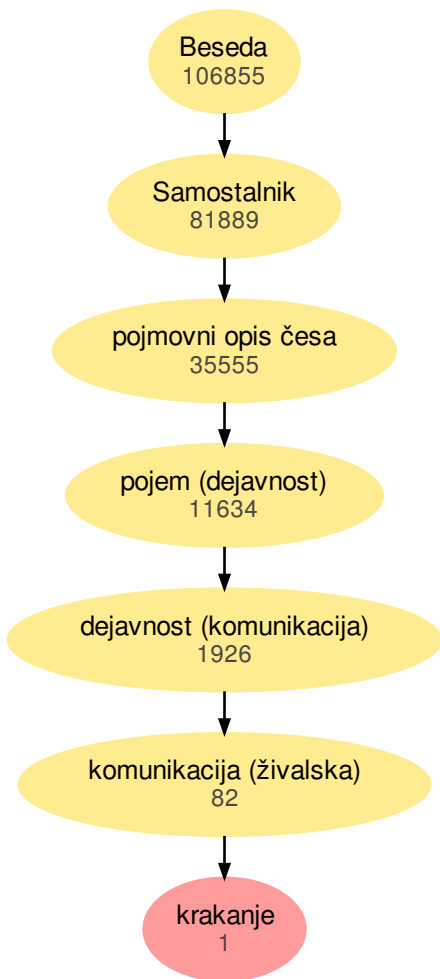 Beseda
106855
Samostalnik
81889
pojmovni opis česa
35555
pojem (dejavnost)
11634
dejavnost (komunikacija)
1926
komunikacija (živalska)
82
krakanje
1